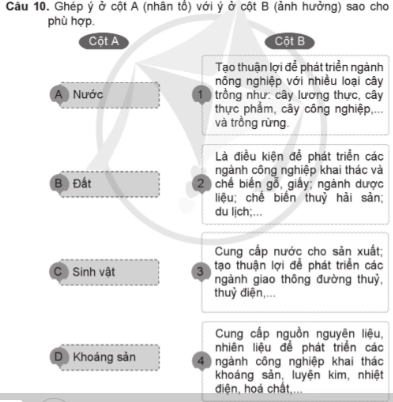 Câu 10. Ghép ý ở cột A (nhân tố) với ý ở cột B (ảnh hưởng) sao cho
phù hợp.
Cột A
Cột B
A Nước
1
Tạo thuận lợi để phát triển ngành
nông nghiệp với nhiều loại cây
trồng như: cây lương thực, cây
thực phẩm, cây công nghiệp,...
và trồng rừng.
B Đất
2
Là điều kiện để phát triển các
ngành công nghiệp khai thác và
chế biến gỗ, giấy; ngành dược
liệu; chế biến thuỷ hải sản;
du lịch;...
C Sinh vật
3
Cung cấp nước cho sản xuất;
tạo thuận lợi để phát triển các
ngành giao thông đường thuỷ,
thuỷ điện,...
D Khoáng sản
4
Cung cấp nguồn nguyên liệu,
nhiên liệu để phát triển các
ngành công nghiệp khai thác
khoáng sản, luyện kim, nhiệt
điện, hoá chất,...